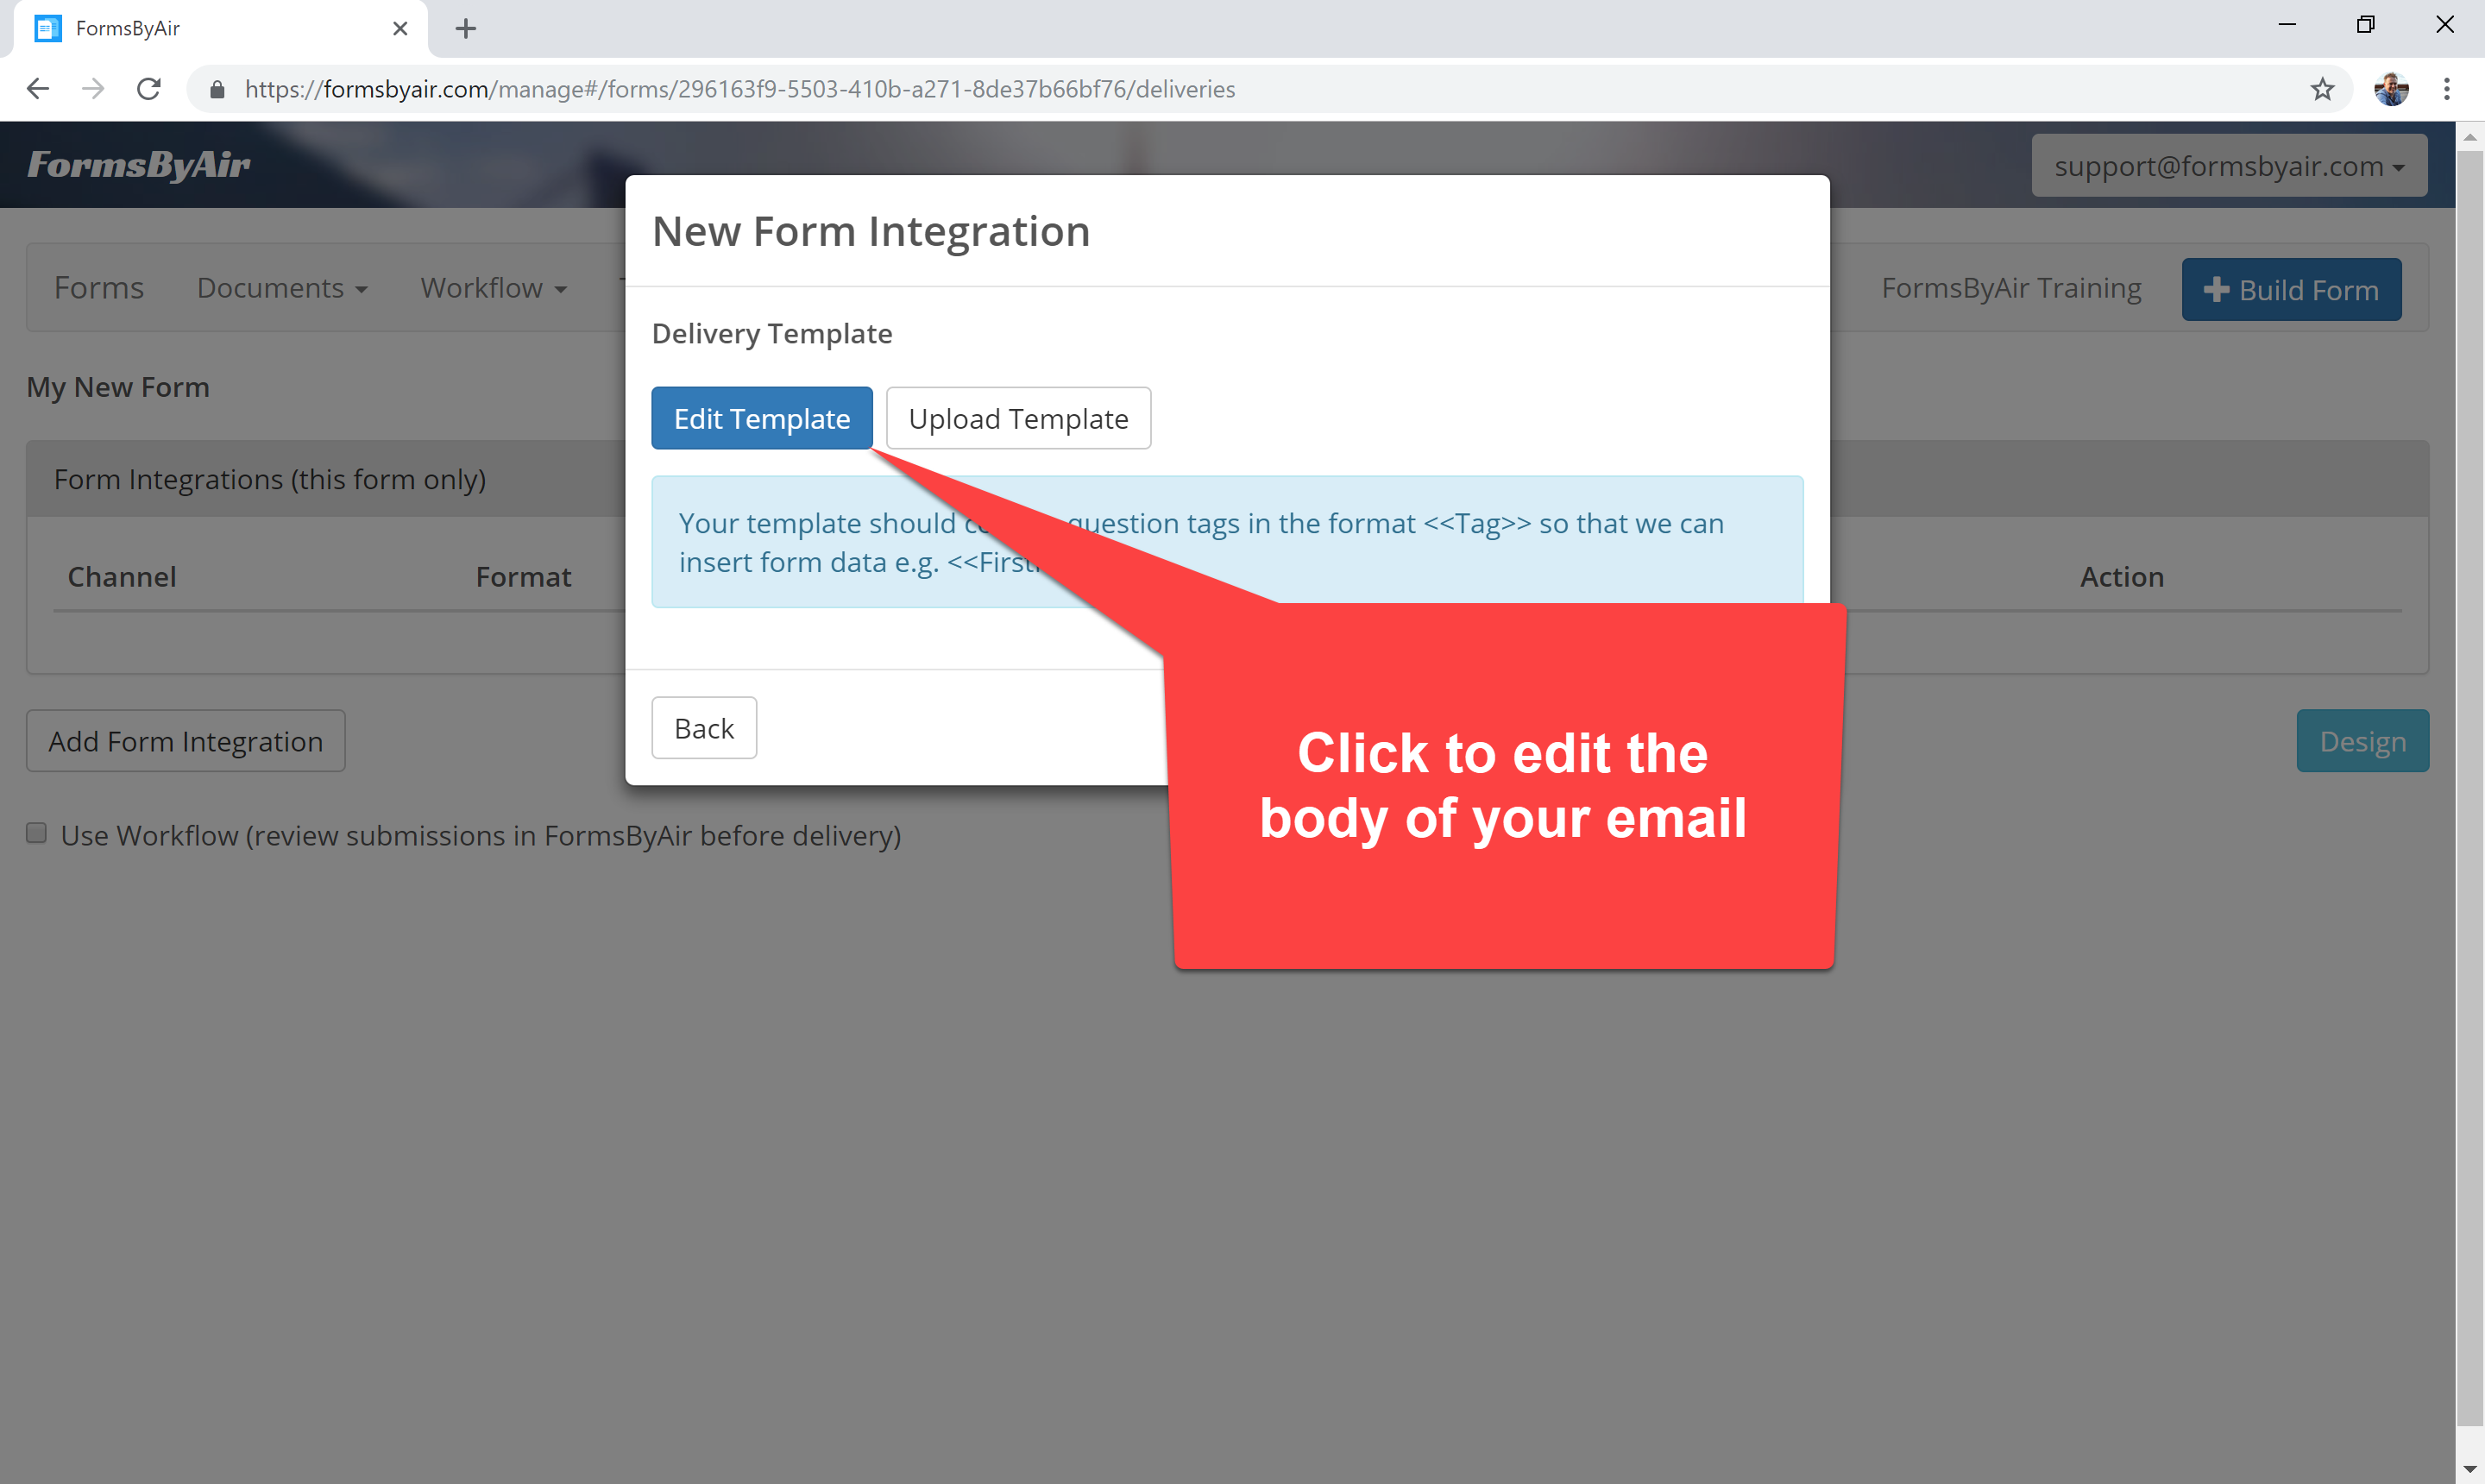 FormsByAir
https://formsbyair.com/manage#/forms/296163f9-5503-410b-a271-8de37b66bf76/deliveries
FormsByAir
support@formsbyair.com
New Form Integration
Forms Documents Workflow
FormsByAir Training Build Form
Delivery Template
My New Form
Edit Template Upload Template
Form Integrations (this form only)
Your template should question tags in the format <<Tag>> so that we can
insert form data e.g.
Channel Format Action
Back
Add Form Integration
Design
Click to edit the
body of your email
Use Workflow (review submissions in FormsByAir before delivery)